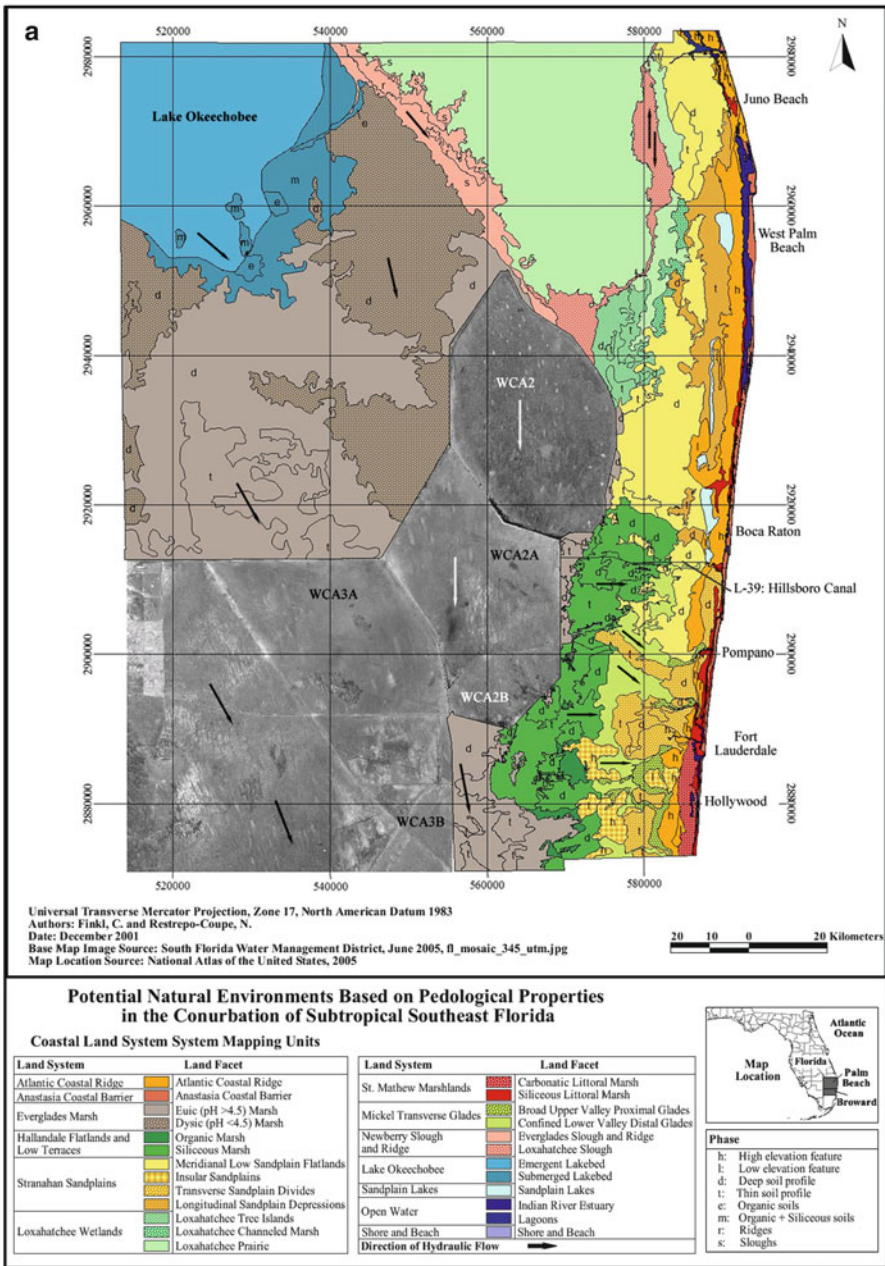 a
N
520000
540000
560000
580000
2980000
2980000
Juno Beach
Lake Okeechobee
2960000
2960000
West Palm
Beach
2940000
2940000
WCA2
2920000
2920000
Boca Raton
WCA2A
WCA3A
L-39: Hillsboro Canal
2900000
2900000
Pompano
WCA2B
Fort
Lauderdale
2880000
2880000
Hollywood
WCA3B
520000
540000
560000
580000
Universal Transverse Mercator Projection, Zone 17, North American Datum 1983
Authors: Finkl, C. and Restrepo-Coupe, N.
Date: December 2001
Base Map Image Source: South Florida Water Management District, June 2005, fl_mosaic_345_utm.jpg
Map Location Source: National Atlas of the United States, 2005
20 10 0 20 Kilometers
Potential Natural Environments Based on Pedological Properties
in the Conurbation of Subtropical Southeast Florida
Coastal Land System System Mapping Units
Land System Land Facet
Atlantic Coastal Ridge Atlantic Coastal Ridge
Anastasia Coastal Barrier Anastasia Coastal Barrier
Everglades Marsh Euic (pH >4.5) Marsh
Dysic (pH <4.5) Marsh
Hallandale Flatlands and
Low Terraces
Organic Marsh
Siliceous Marsh
Stranahan Sandplains
Meridianal Low Sandplain Flatlands
Insular Sandplains
Transverse Sandplain Divides
Longitudinal Sandplain Depressions
Loxahatchee Wetlands
Loxahatchee Tree Islands
Loxahatchee Channeled Marsh
Loxahatchee Prairie
Land System Land Facet
St. Mathew Marshlands Carbonatic Littoral Marsh
Siliceous Littoral Marsh
Mickel Transverse Glades Broad Upper Valley Proximal Glades
Confined Lower Valley Distal Glades
Newberry Slough
and Ridge
Everglades Slough and Ridge
Loxahatchee Slough
Lake Okeechobee Emergent Lakebed
Submerged Lakebed
Sandplain Lakes Sandplain Lakes
Open Water Indian River Estuary
Lagoons
Shore and Beach Shore and Beach
Direction of Hydraulic Flow
Atlantic
Ocean
Florida
Map
Location
Palm
Beach
Broward
Phase
h: High elevation feature
l: Low elevation feature
d: Deep soil profile
t: Thin soil profile
e: Organic soils
m: Organic + Siliceous soils
r: Ridges
s: Sloughs